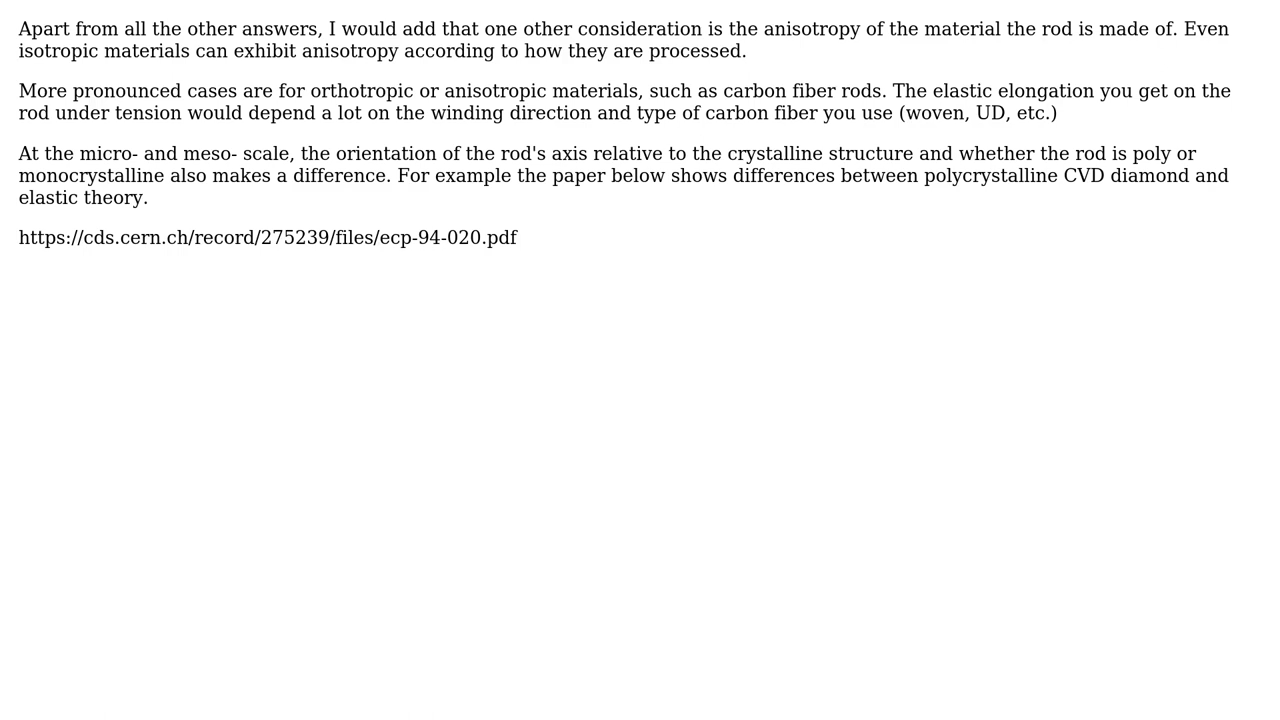 Apart from all the other answers, I would add that one other consideration is the anisotropy of the material the rod is made of. Even
isotropic materials can exhibit anisotropy according to how they are processed.
More pronounced cases are for orthotropic or anisotropic materials, such as carbon fiber rods. The elastic elongation you get on the
rod under tension would depend a lot on the winding direction and type of carbon fiber you use (woven, UD, etc.)
At the micro- and meso- scale, the orientation of the rod's axis relative to the crystalline structure and whether the rod is poly or
monocrystalline also makes a difference. For example the paper below shows differences between polycrystalline CVD diamond and
elastic theory.
https://cds.cern.ch/record/275239/files/ecp-94-020.pdf